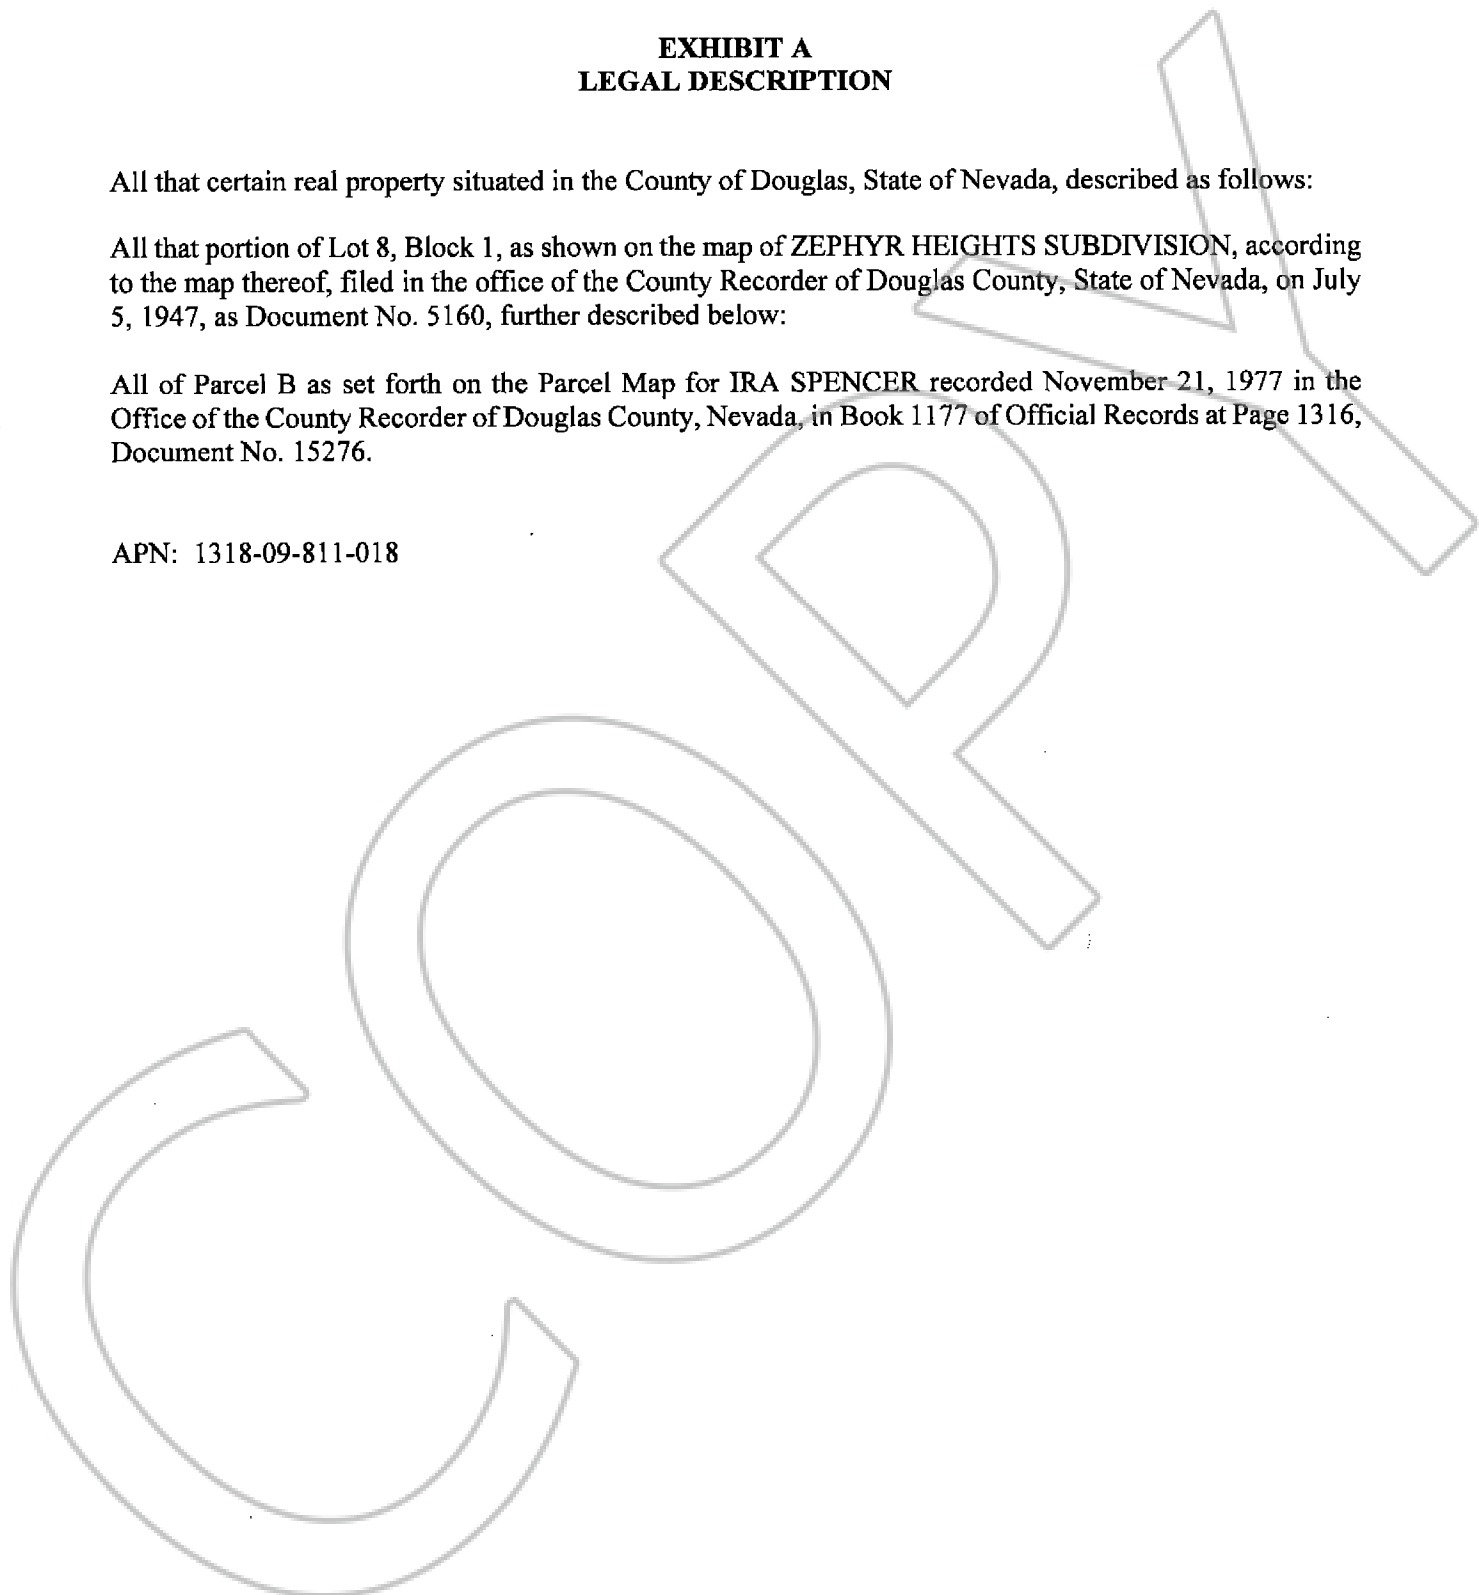 EXHIBIT A
LEGAL DESCRIPTION
All that certain real property situated in the County of Douglas, State of Nevada, described as follows:
All that portion of Lot 8, Block 1, as shown on the map of ZEPHYR HEIGHTS SUBDIVISION, according
to the map thereof, filed in the office of the County Recorder of Douglas County, State of Nevada, on July
5, 1947, as Document No. 5160, further described below:
All of Parcel B as set forth on the Parcel Map for IRA SPENCER recorded November 21, 1977 in the
Office of the County Recorder of Douglas County, Nevada, in Book 1177 of Official Records at Page 1316,
Document No. 15276.
APN: 1318-09-811-018
COPY